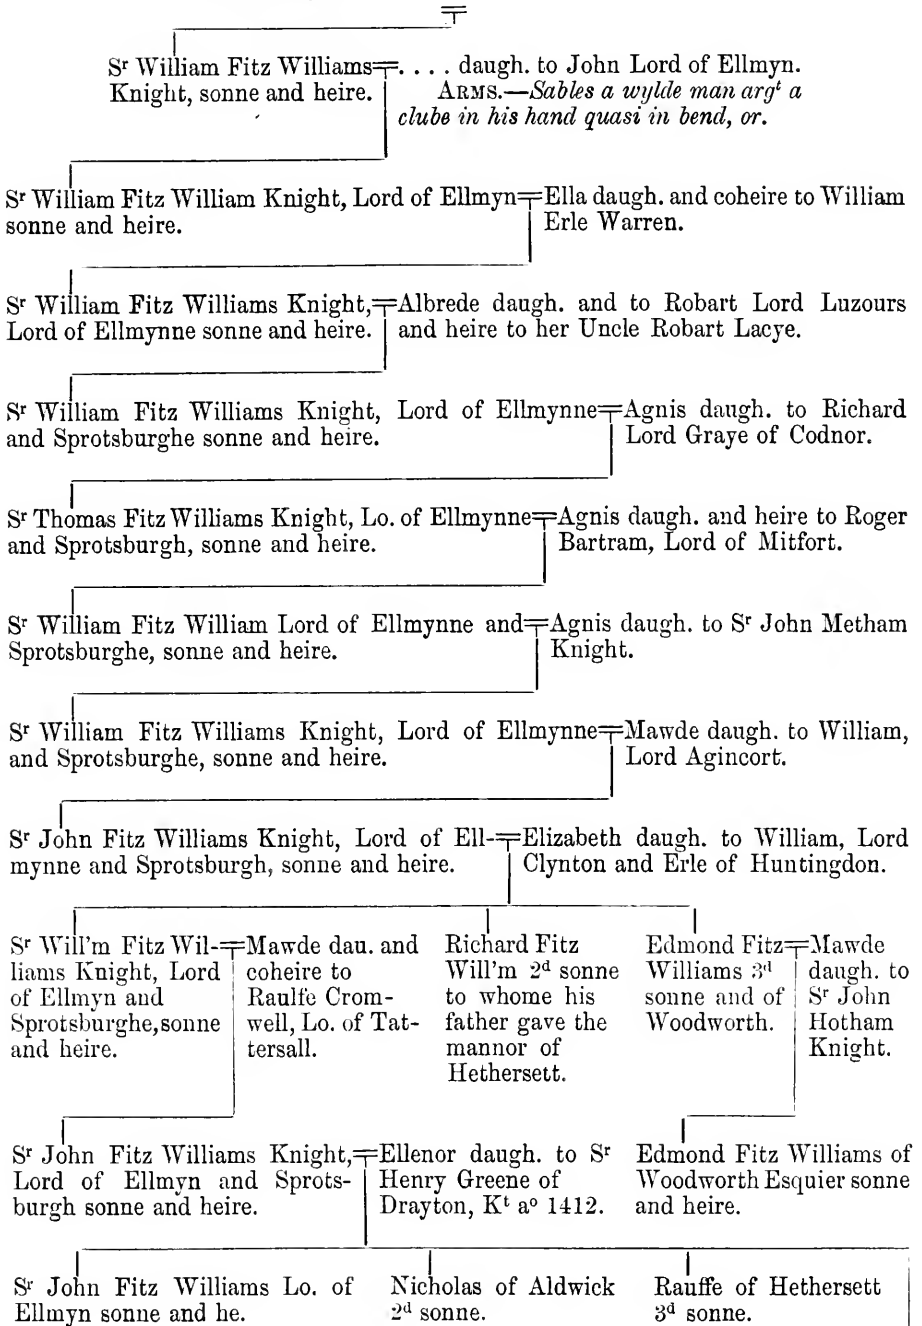 Sr William Fitz Williams
Knight, sonne and heire.
. . . . daugh. to John Lord of Ellmyn.
ARMS.—Sables a wylde man argt a
clube in his hand quasi in bend, or.
Sr William Fitz William Knight, Lord of Ellmyn
sonne and heire.
Ella daugh. and coheire to William
Erle Warren.
Sr William Fitz Williams Knight,
Lord of Ellmynne sonne and heire.
Albrede daugh. and to Robart Lord Luzours
and heire to her Uncle Robart Lacye.
Sr William Fitz Williams Knight, Lord of Ellmynne
and Sprotsburghe sonne and heire.
Agnis daugh. to Richard
Lord Graye of Codnor.
Sr Thomas Fitz Williams Knight, Lo. of Ellmynne
and Sprotsburgh, sonne and heire.
Agnis daugh. and heire to Roger
Bartram, Lord of Mitfort.
Sr William Fitz William Lord of Ellmynne and
Sprotsburghe, sonne and heire.
Agnis daugh. to Sr John Metham
Knight.
Sr William Fitz Williams Knight, Lord of Ellmynne
and Sprotsburghe, sonne and heire.
Mawde daugh. to William,
Lord Agincort.
Sr John Fitz Williams Knight, Lord of Ell-
mynne and Sprotsburgh, sonne and heire.
Elizabeth daugh. to William, Lord
Clynton and Erle of Huntingdon.
Sr Will'm Fitz Wil-
liams Knight, Lord
of Ellmyn and
Sprotsburghe, sonne
and heire.
Mawde dau. and
coheire to
Raulfe Crom-
well, Lo. of Tat-
tersall.
Richard Fitz
Will'm 2d sonne
to whome his
father gave the
mannor of
Hethersett.
Edmond Fitz
Williams 3d
sonne and of
Woodworth.
Mawde
daugh. to
Sr John
Hotham
Knight.
Sr John Fitz Williams Knight,
Lord of Ellmyn and Sprots-
burgh sonne and heire.
Ellenor daugh. to Sr
Henry Greene of
Drayton, Kt ao 1412.
Edmond Fitz Williams of
Woodworth Esquier sonne
and heire.
Sr John Fitz Williams Lo. of
Ellmyn sonne and he.
Nicholas of Aldwick
2d sonne.
Rauffe of Hethersett
3d sonne.